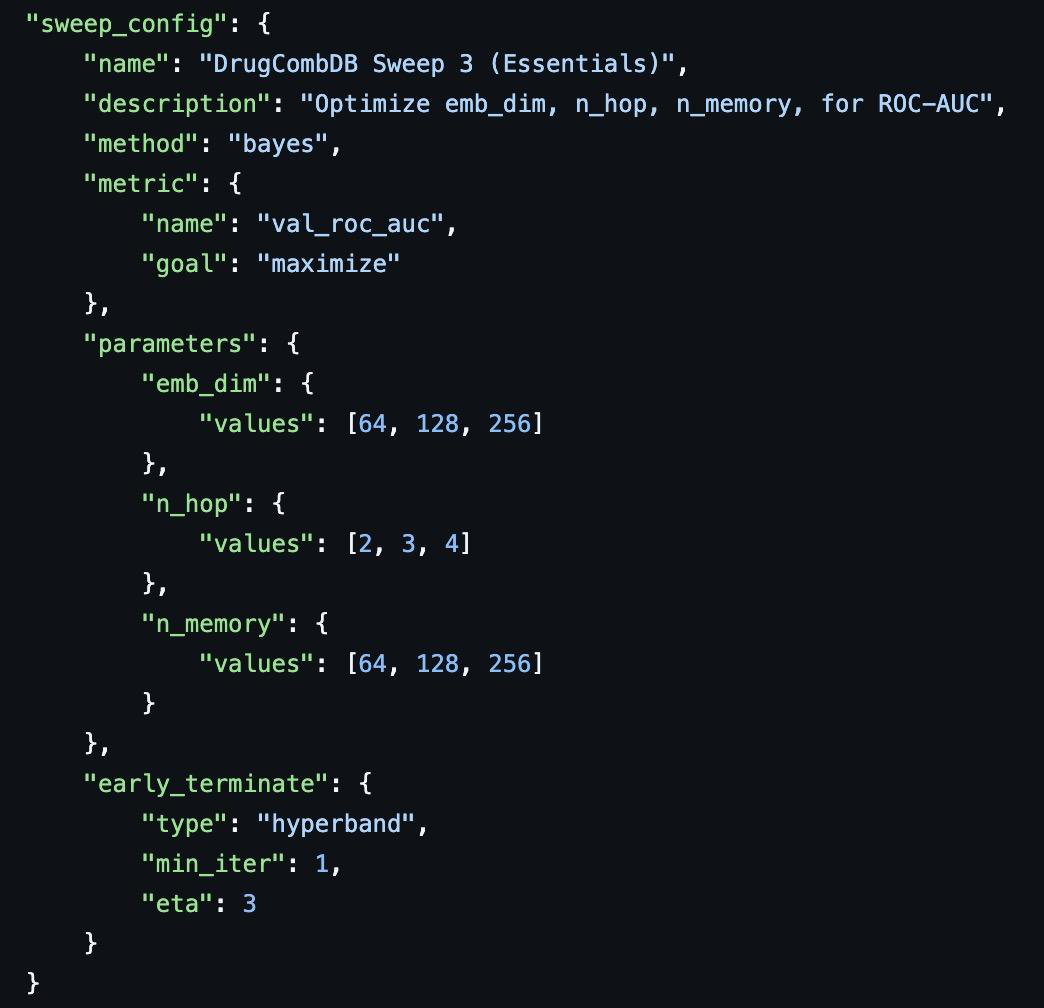 "sweep_config": {
"name": "DrugCombDB Sweep 3 (Essentials)",
"description": "Optimize emb_dim, n_hop, n_memory, for ROC-AUC",
"method": "bayes",
"metric": {
"name": "val_roc_auc",
"goal": "maximize"
},
"parameters": {
"emb_dim": {
"values": [64, 128, 256]
},
"n_hop": {
"values": [2, 3, 4]
},
"n_memory": {
"values": [64, 128, 256]
}
},
"early_terminate": {
"type": "hyperband",
"min_iter": 1,
"eta": 3
}
}